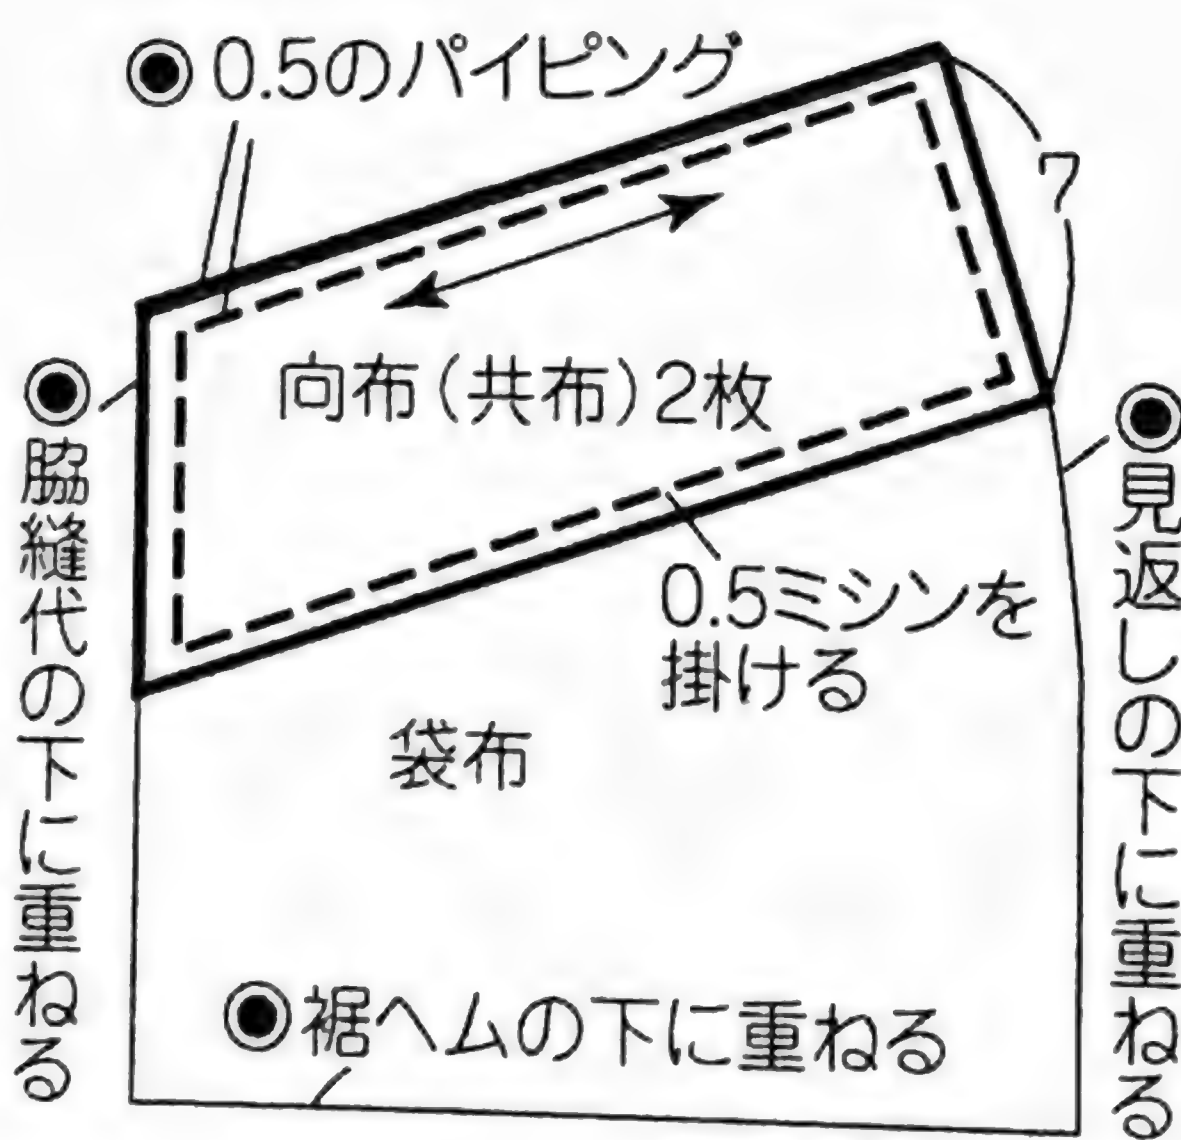 ◉0.5のパイピング
7
向布(共布)2枚
◉脇縫代の下に重ねる
◉見返しの下に重ねる
0.5ミシンを
掛ける
袋布
◉裾ヘムの下に重ねる